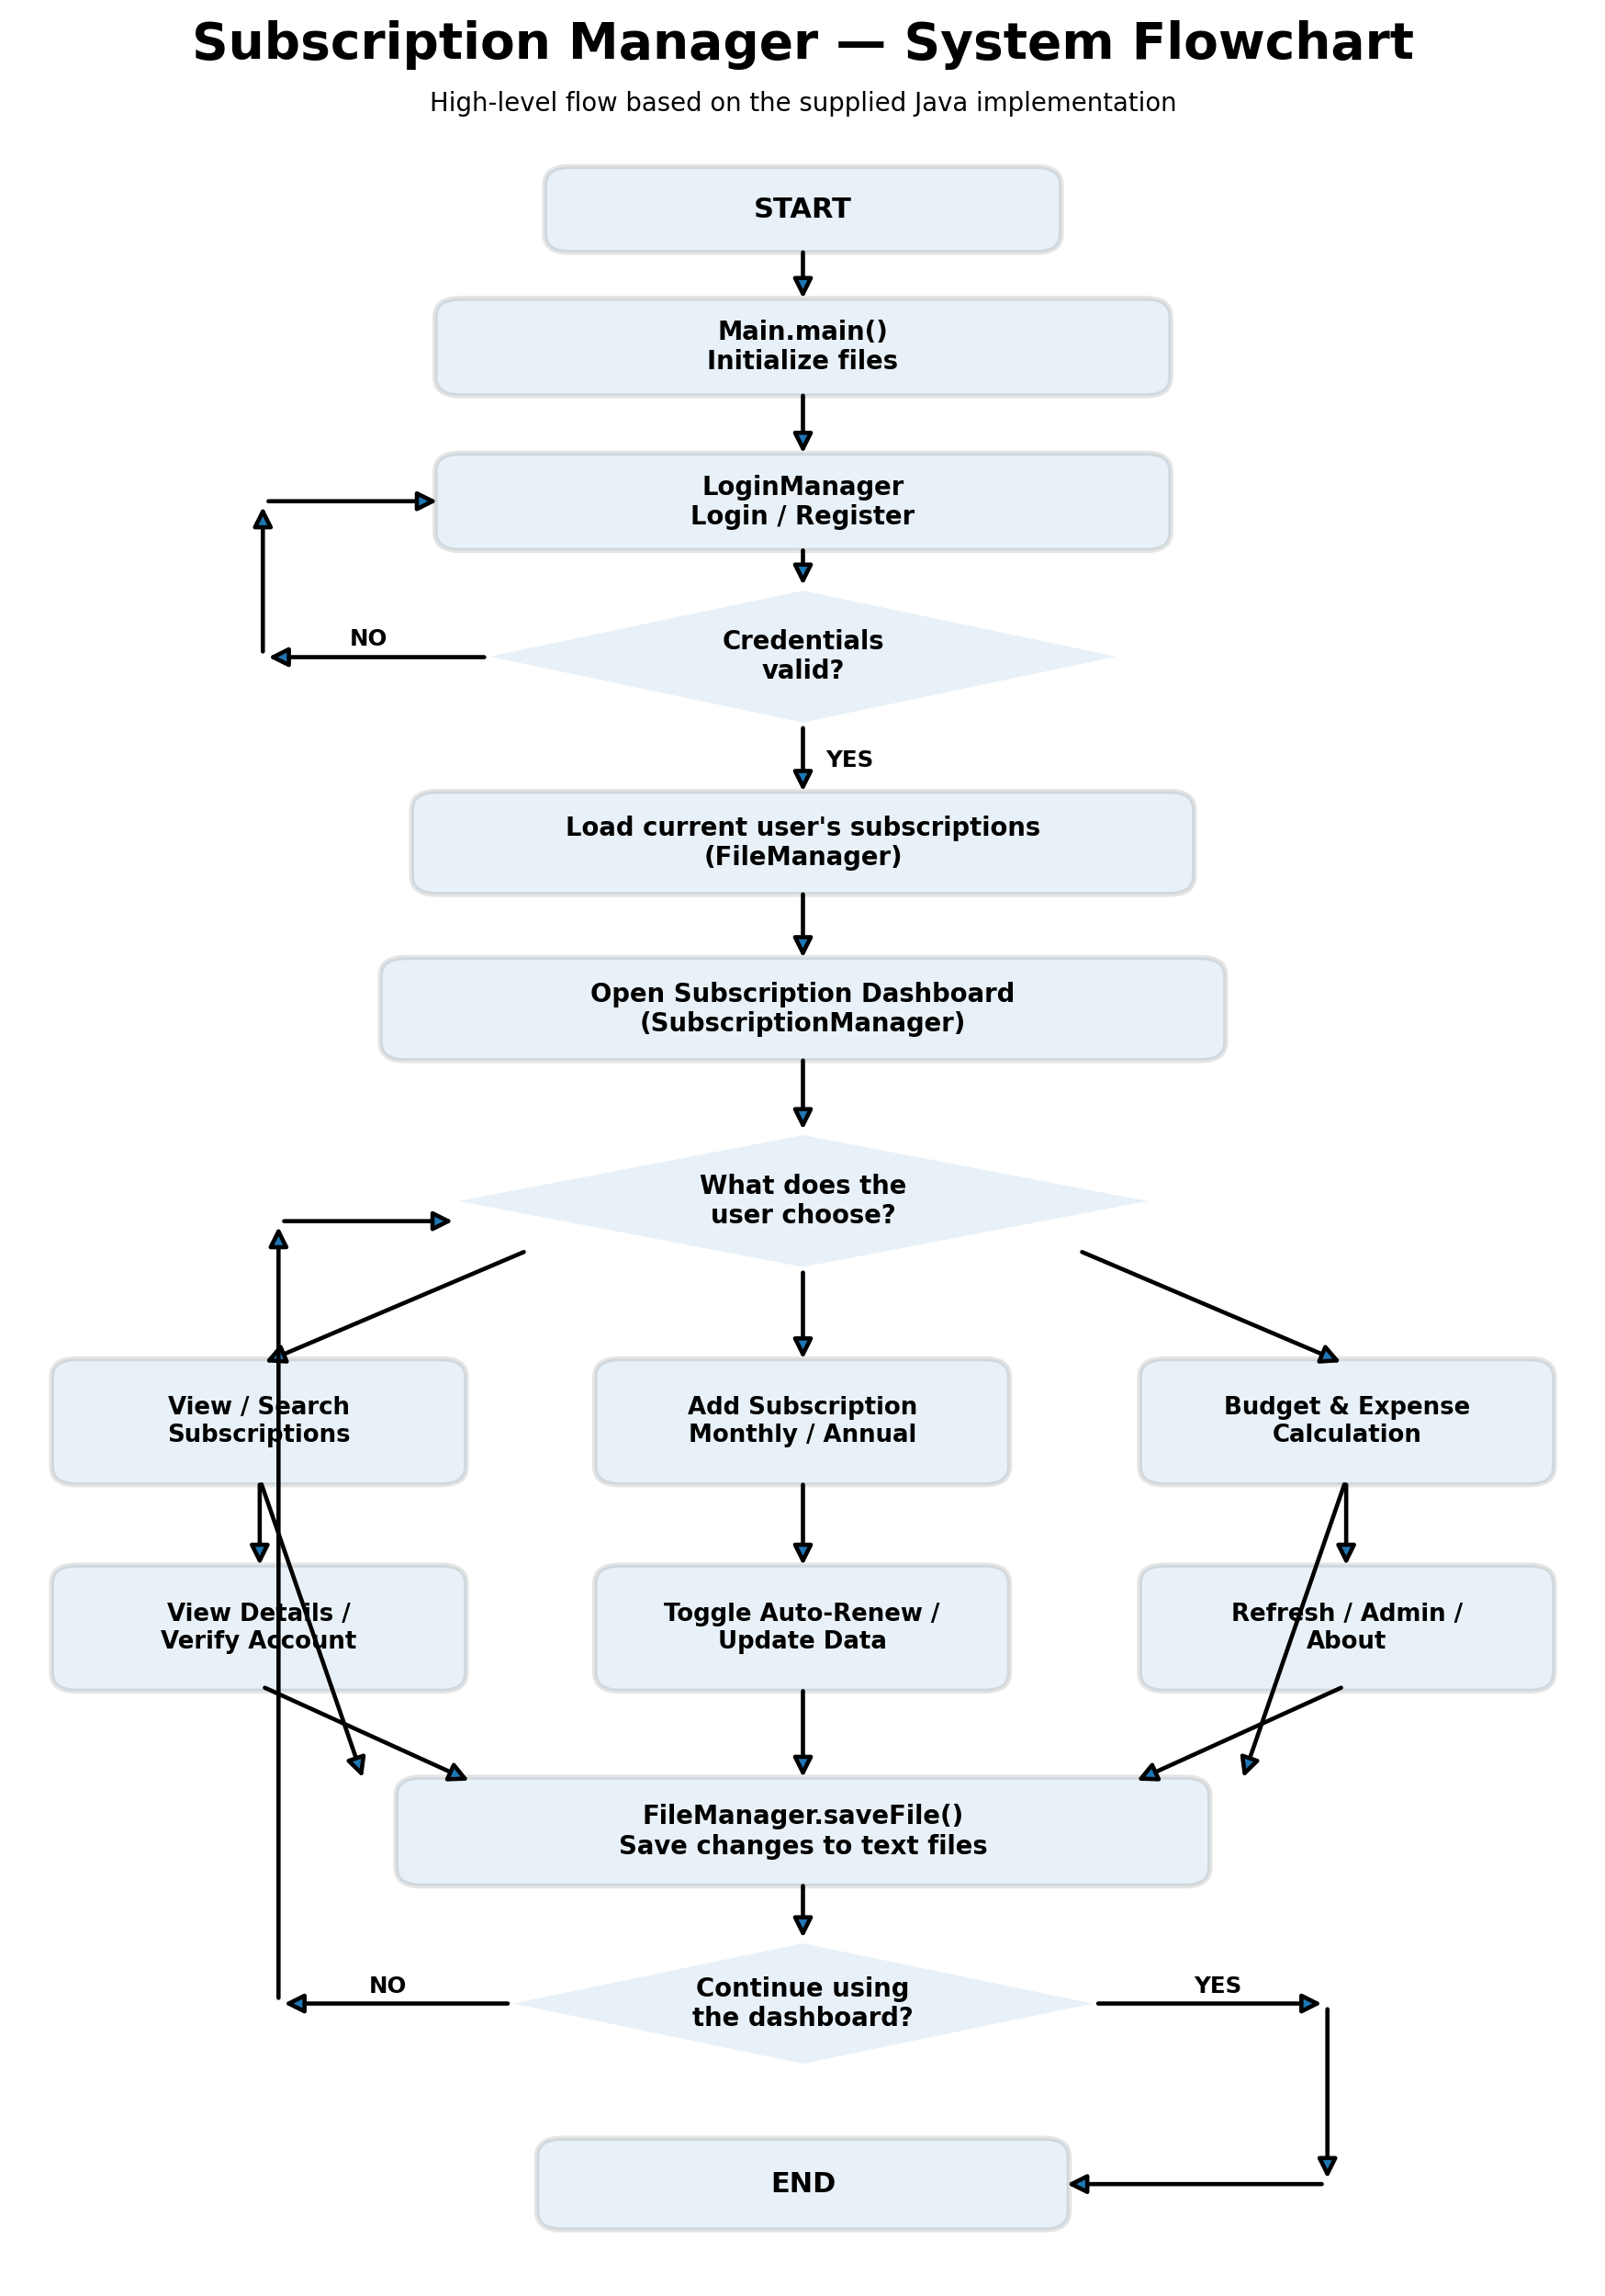 Subscription Manager — System Flowchart
High-level flow based on the supplied Java implementation
START
Main.main()
Initialize files
LoginManager
Login / Register
Credentials
valid?
NO
YES
Load current user's subscriptions
(FileManager)
Open Subscription Dashboard
(SubscriptionManager)
What does the
user choose?
View / Search
Subscriptions
Add Subscription
Monthly / Annual
Budget & Expense
Calculation
View Details /
Verify Account
Toggle Auto-Renew /
Update Data
Refresh / Admin /
About
FileManager.saveFile()
Save changes to text files
Continue using
the dashboard?
NO
YES
END